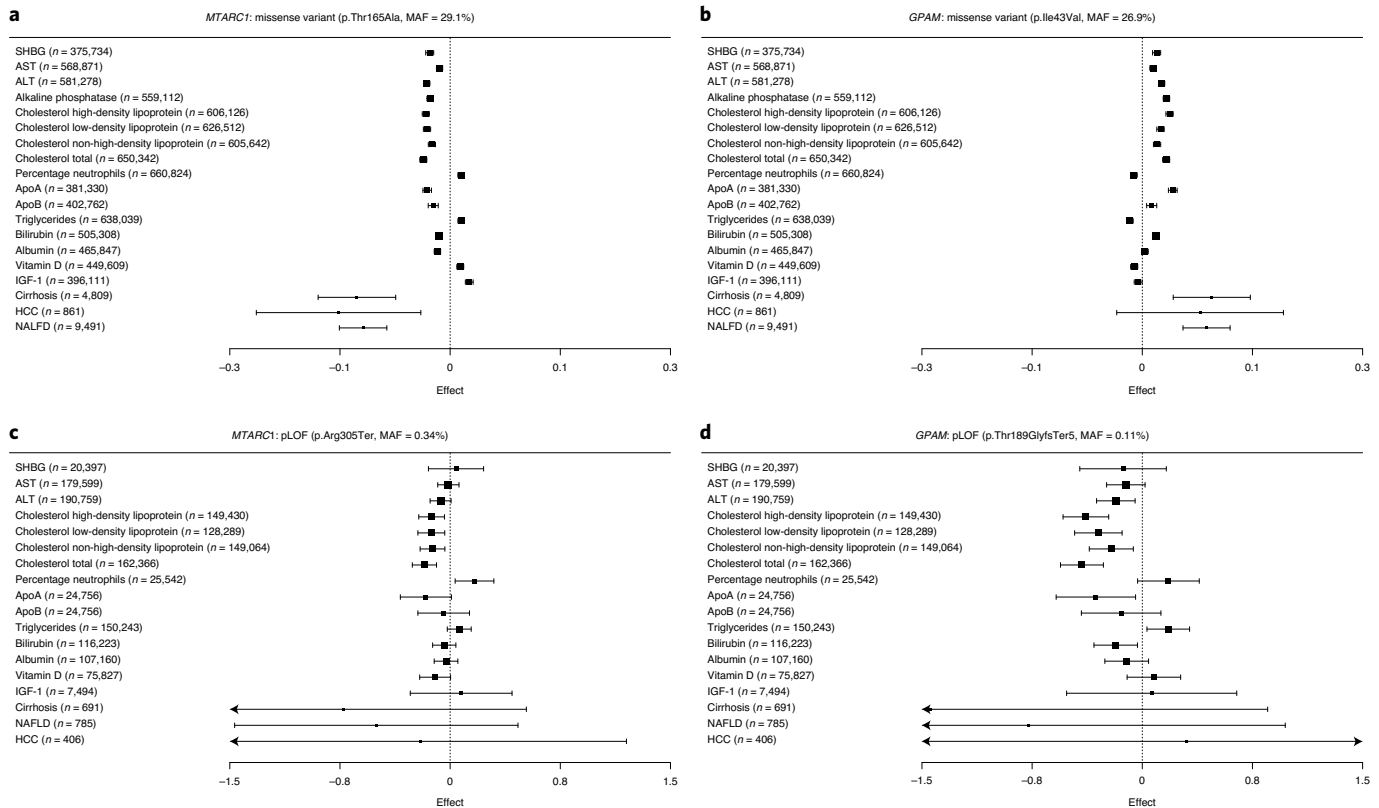 a
MTARC1: missense variant (p.Thr165Ala, MAF = 29.1%)
SHBG (n = 375,734)
AST (n = 568,871)
ALT (n = 581,278)
Alkaline phosphatase (n = 559,112)
Cholesterol high-density lipoprotein (n = 606,126)
Cholesterol low-density lipoprotein (n = 626,512)
Cholesterol non-high-density lipoprotein (n = 605,642)
Cholesterol total (n = 650,342)
Percentage neutrophils (n = 660,824)
ApoA (n = 381,330)
ApoB (n = 402,762)
Triglycerides (n = 638,039)
Bilirubin (n = 505,308)
Albumin (n = 465,847)
Vitamin D (n = 449,609)
IGF-1 (n = 396,111)
Cirrhosis (n = 4,809)
HCC (n = 861)
NALFD (n = 9,491)
−0.3 −0.1 0 0.1 0.3
Effect
b
GPAM: missense variant (p.Ile43Val, MAF = 26.9%)
SHBG (n = 375,734)
AST (n = 568,871)
ALT (n = 581,278)
Alkaline phosphatase (n = 559,112)
Cholesterol high-density lipoprotein (n = 606,126)
Cholesterol low-density lipoprotein (n = 626,512)
Cholesterol non-high-density lipoprotein (n = 605,642)
Cholesterol total (n = 650,342)
Percentage neutrophils (n = 660,824)
ApoA (n = 381,330)
ApoB (n = 402,762)
Triglycerides (n = 638,039)
Bilirubin (n = 505,308)
Albumin (n = 465,847)
Vitamin D (n = 449,609)
IGF-1 (n = 396,111)
Cirrhosis (n = 4,809)
HCC (n = 861)
NALFD (n = 9,491)
−0.3 −0.1 0 0.1 0.3
Effect
c
MTARC1: pLOF (p.Arg305Ter, MAF = 0.34%)
SHBG (n = 20,397)
AST (n = 179,599)
ALT (n = 190,759)
Cholesterol high-density lipoprotein (n = 149,430)
Cholesterol low-density lipoprotein (n = 128,289)
Cholesterol non-high-density lipoprotein (n = 149,064)
Cholesterol total (n = 162,366)
Percentage neutrophils (n = 25,542)
ApoA (n = 24,756)
ApoB (n = 24,756)
Triglycerides (n = 150,243)
Bilirubin (n = 116,223)
Albumin (n = 107,160)
Vitamin D (n = 75,827)
IGF-1 (n = 7,494)
Cirrhosis (n = 691)
NAFLD (n = 785)
HCC (n = 406)
−1.5 −0.8 0 0.8 1.5
Effect
d
GPAM: pLOF (p.Thr189GlyfsTer5, MAF = 0.11%)
SHBG (n = 20,397)
AST (n = 179,599)
ALT (n = 190,759)
Cholesterol high-density lipoprotein (n = 149,430)
Cholesterol low-density lipoprotein (n = 128,289)
Cholesterol non-high-density lipoprotein (n = 149,064)
Cholesterol total (n = 162,366)
Percentage neutrophils (n = 25,542)
ApoA (n = 24,756)
ApoB (n = 24,756)
Triglycerides (n = 150,243)
Bilirubin (n = 116,223)
Albumin (n = 107,160)
Vitamin D (n = 75,827)
IGF-1 (n = 7,494)
Cirrhosis (n = 691)
NAFLD (n = 785)
HCC (n = 406)
−1.5 −0.8 0 0.8 1.5
Effect